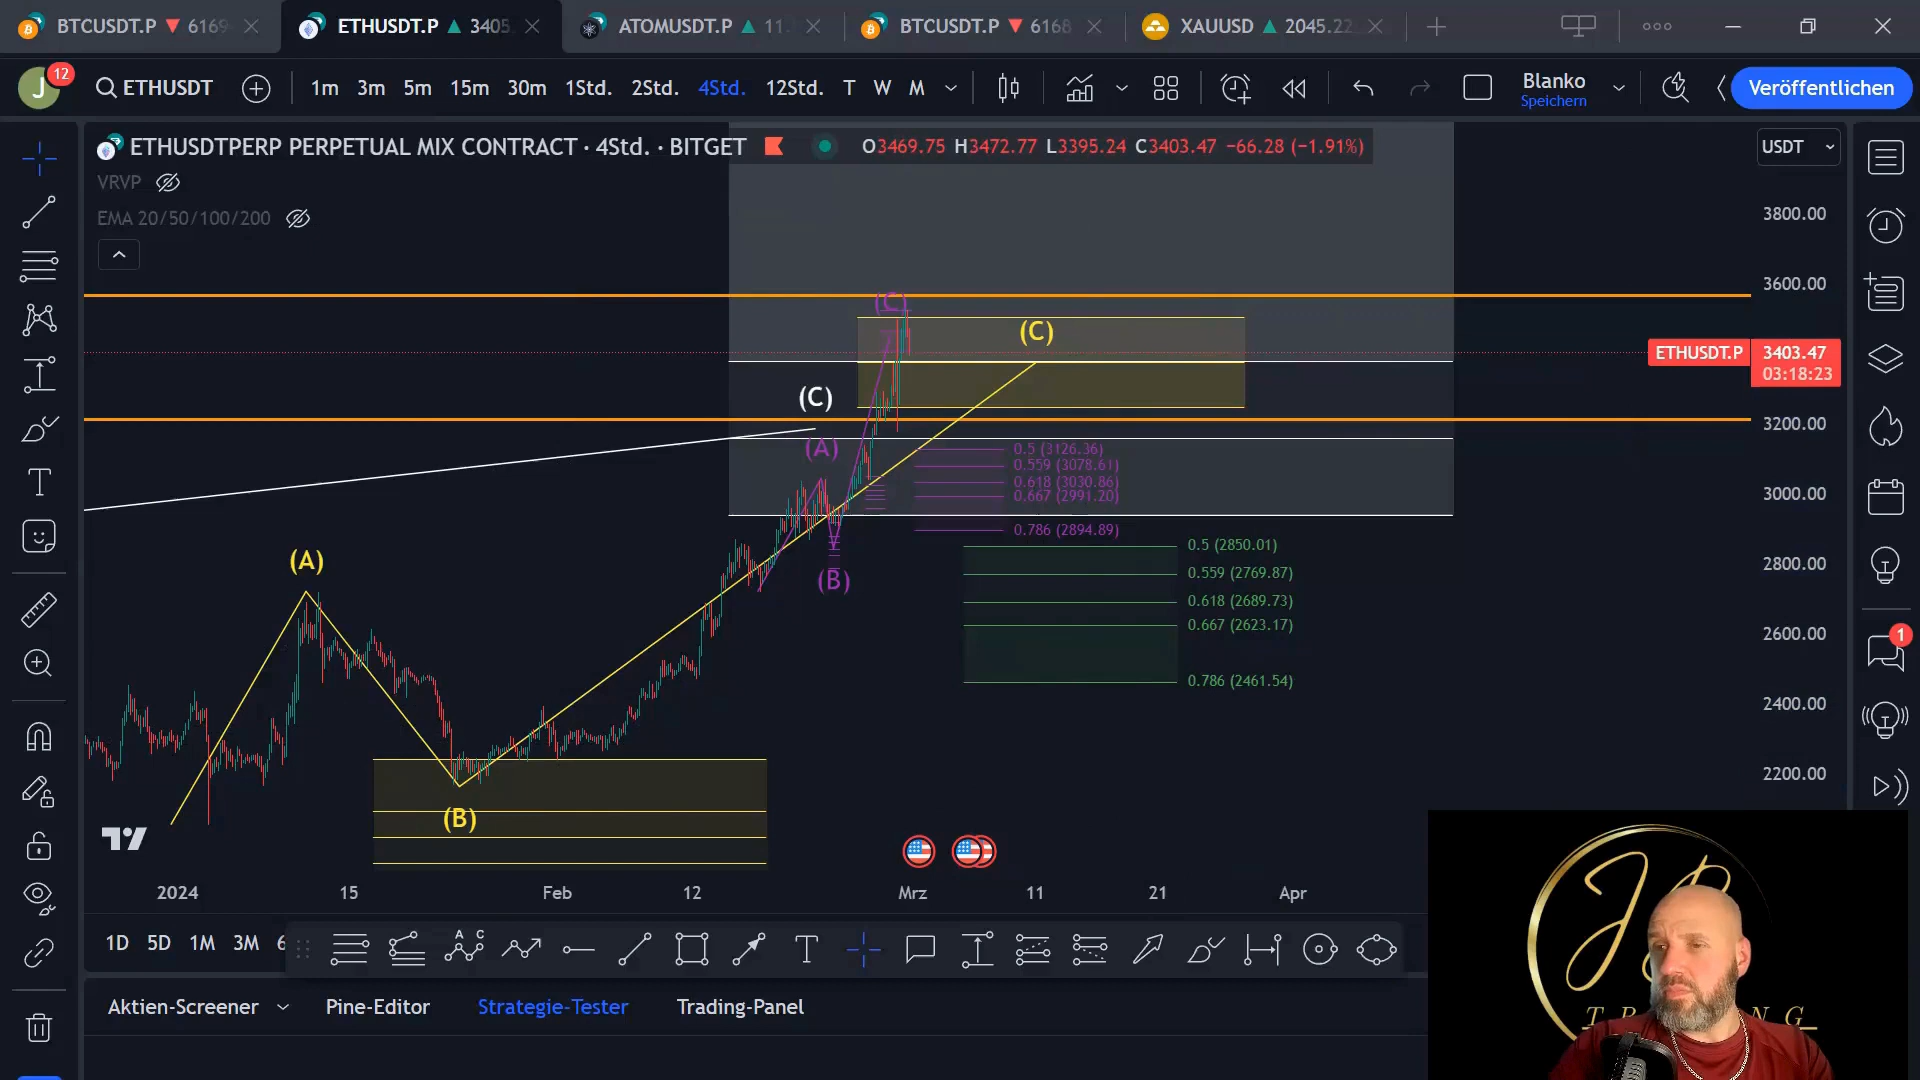 BTCUSDT.P 6169
ETHUSDT.P 3405
ATOMUSDT.P 11.
BTCUSDT.P 6168
XAUUSD 2045.22
J 12
ETHUSDT 1m 3m 5m 15m 30m 1Std. 2Std. 4Std. 12Std. T W M Blanko Speichern Veröffentlichen
ETHUSDTPERP PERPETUAL MIX CONTRACT · 4Std. · BITGET O3469.75 H3472.77 L3395.24 C3403.47 −66.28 (−1.91%) USDT
VRVP
EMA 20/50/100/200
3800.00
3600.00
(C)
(C)
ETHUSDT.P 3403.47
03:18:23
(C)
3200.00
(A)
0.5 (3126.36)
0.559 (3078.61)
0.618 (3030.86)
0.667 (2991.20)
3000.00
0.786 (2894.89)
0.5 (2850.01)
(A)
2800.00
0.559 (2769.87)
(B)
0.618 (2689.73)
0.667 (2623.17)
2600.00
1
0.786 (2461.54)
2400.00
2200.00
(B)
2024 15 Feb 12 Mrz 11 21 Apr
1D 5D 1M 3M
Aktien-Screener Pine-Editor Strategie-Tester Trading-Panel